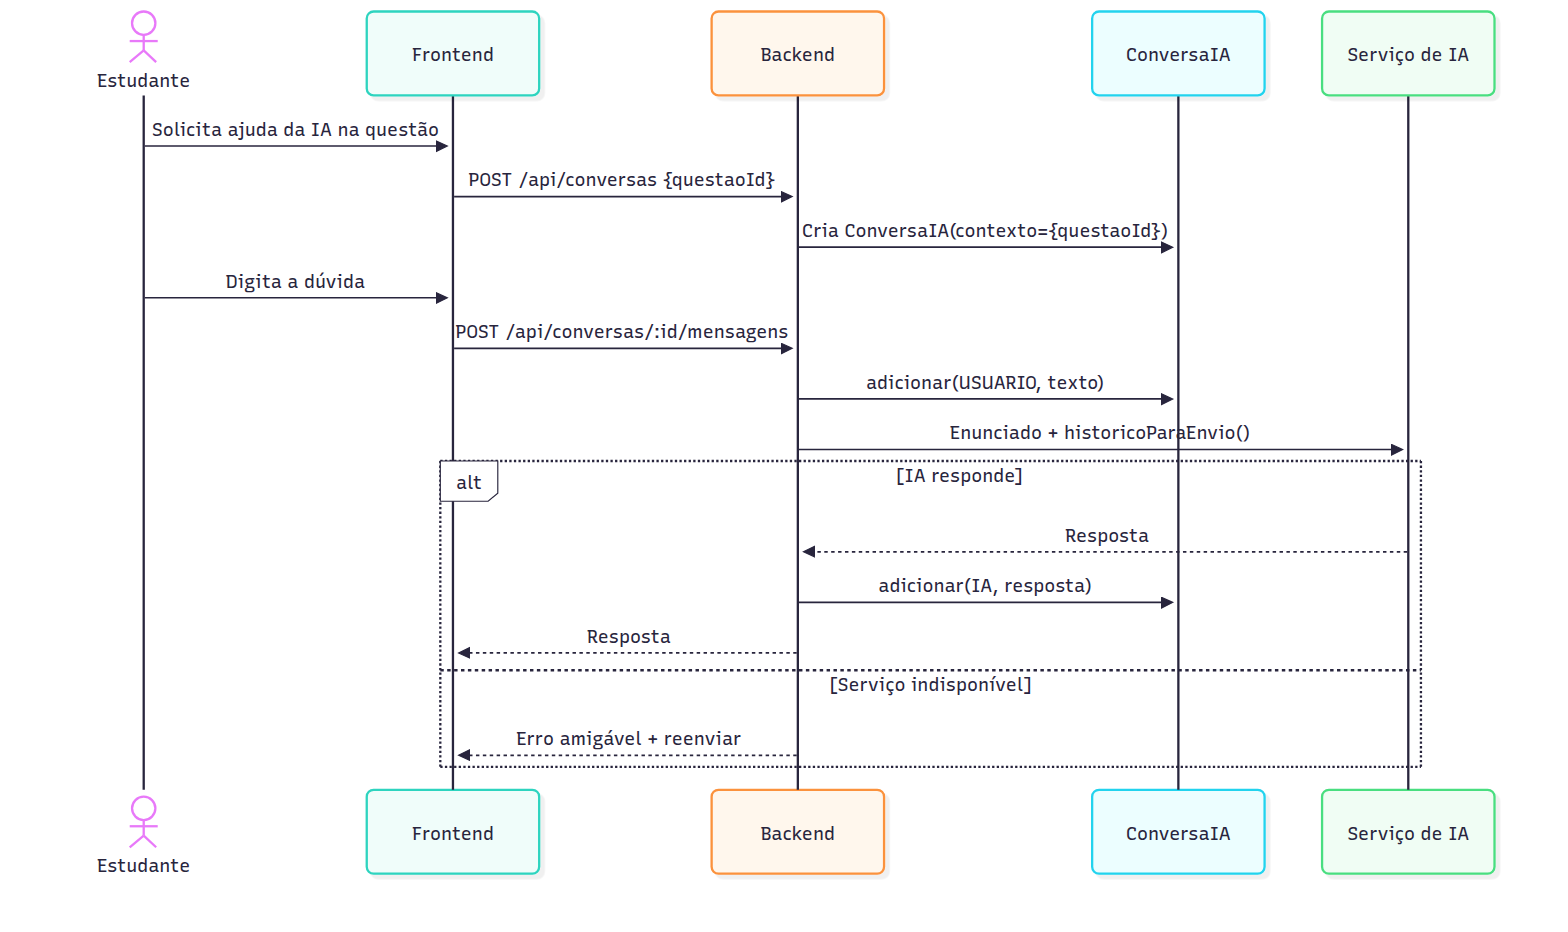 Estudante
Frontend
Backend
ConversaIA
Serviço de IA
Solicita ajuda da IA na questão
POST /api/conversas {questaoId}
Cria ConversaIA(contexto={questaoId})
Digita a dúvida
POST /api/conversas/:id/mensagens
adicionar(USUARIO, texto)
Enunciado + historicoParaEnvio()
alt
[IA responde]
Resposta
adicionar(IA, resposta)
Resposta
[Serviço indisponível]
Erro amigável + reenviar
Estudante
Frontend
Backend
ConversaIA
Serviço de IA